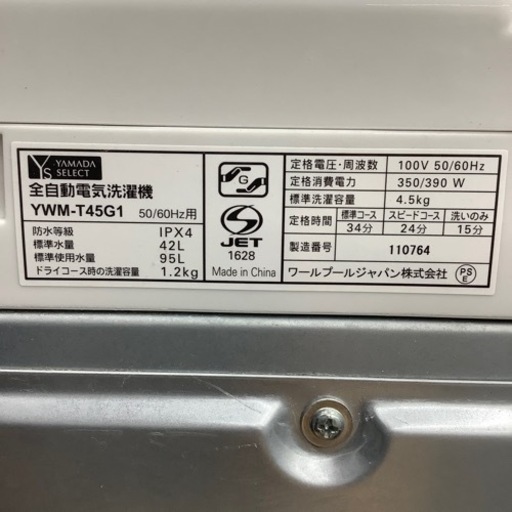 YS YAMADA SELECT
全自動電気洗濯機
YWM-T45G1 50/60Hz用
防水等級 IPX4
標準水量 42L
標準使用水量 95L
ドライコース時の洗濯容量 1.2kg
G
S
JET
1628
Made in China
定格電圧・周波数 100V 50/60Hz
定格消費電力 350/390 W
標準洗濯容量 4.5kg
定格時間 標準コース スピードコース 洗いのみ
34分 24分 15分
製造番号 110764
ワールプールジャパン株式会社 PSE